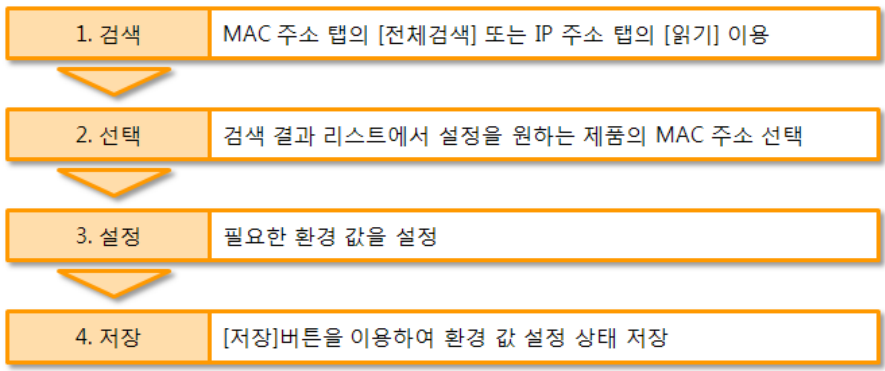 1. 검색 MAC 주소 탭의 [전체검색] 또는 IP 주소 탭의 [읽기] 이용
2. 선택 검색 결과 리스트에서 설정을 원하는 제품의 MAC 주소 선택
3. 설정 필요한 환경 값을 설정
4. 저장 [저장]버튼을 이용하여 환경 값 설정 상태 저장